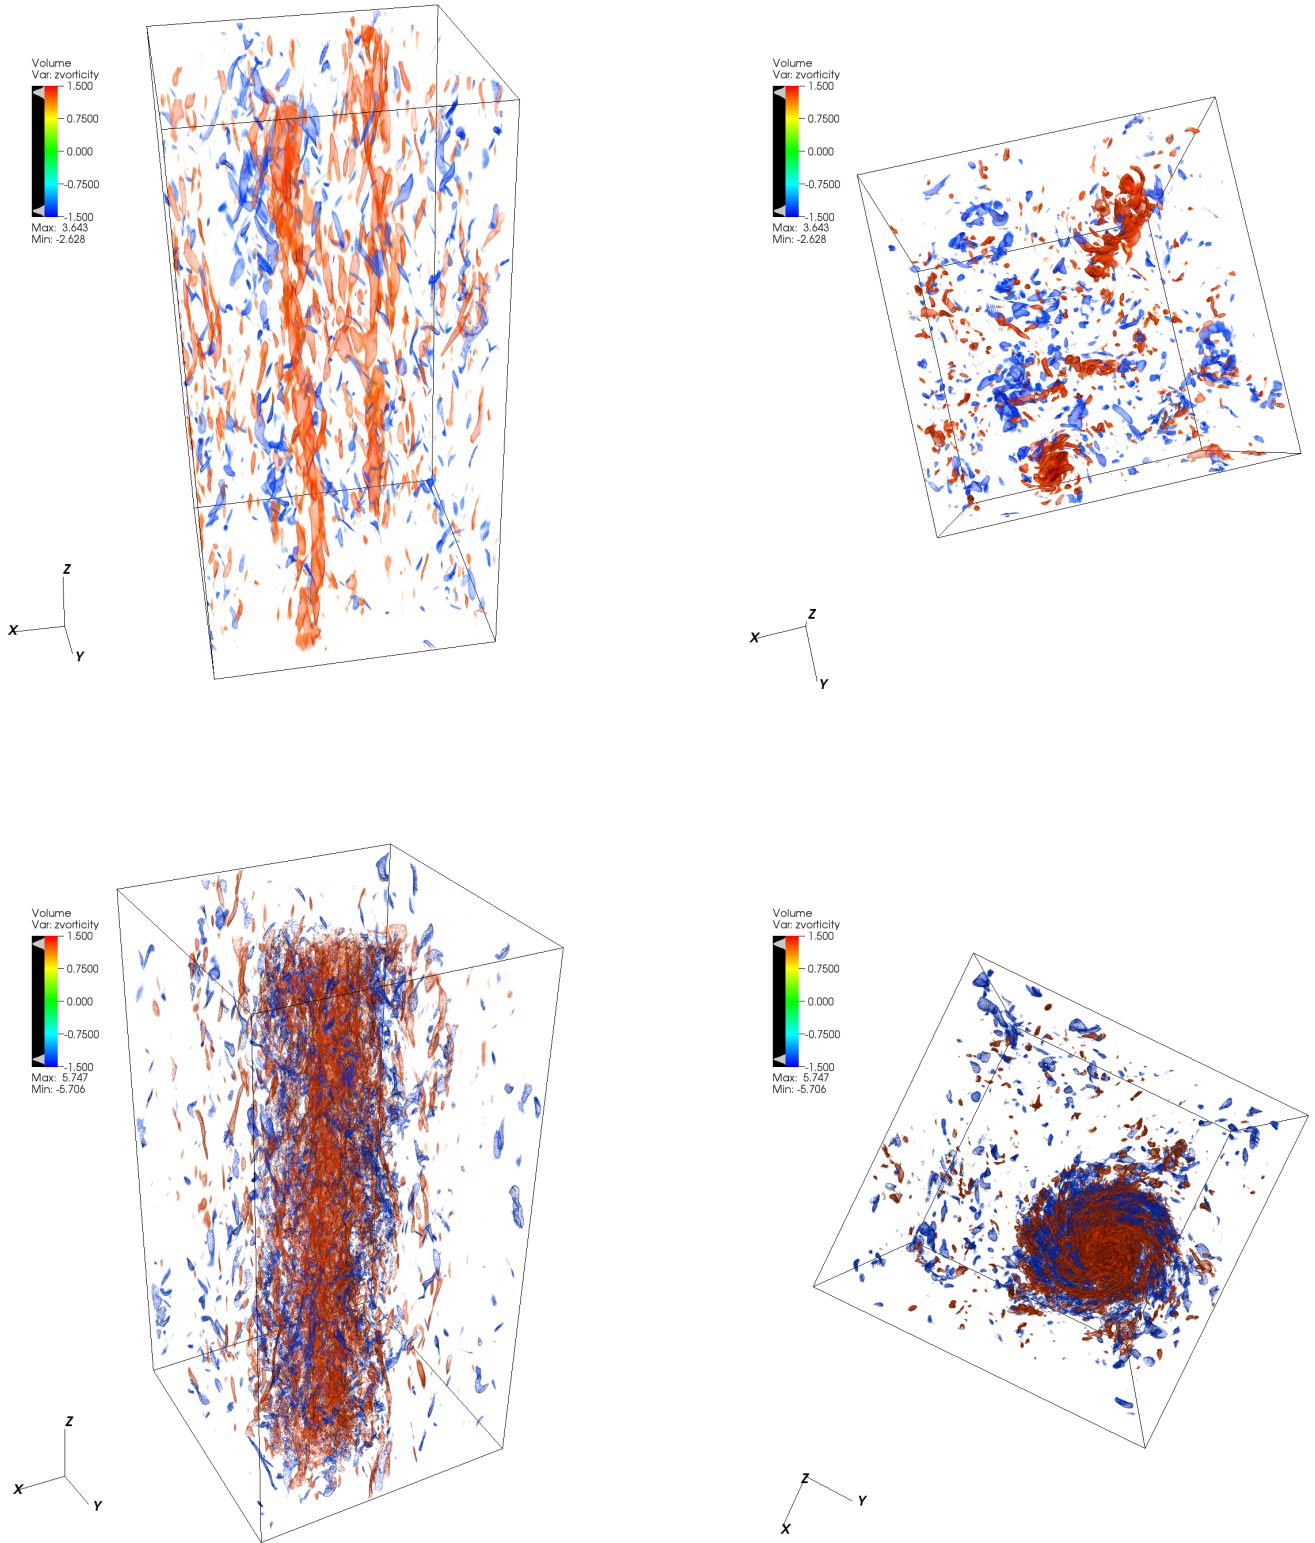 Volume
Var: zvorticity
1.500
0.7500
0.000
-0.7500
-1.500
Max: 3.643
Min: -2.628
Z
X
Y
Volume
Var: zvorticity
1.500
0.7500
0.000
-0.7500
-1.500
Max: 3.643
Min: -2.628
Z
X
Y
Volume
Var: zvorticity
1.500
0.7500
0.000
-0.7500
-1.500
Max: 5.747
Min: -5.706
Z
X
Y
Volume
Var: zvorticity
1.500
0.7500
0.000
-0.7500
-1.500
Max: 5.747
Min: -5.706
Z
Y
X